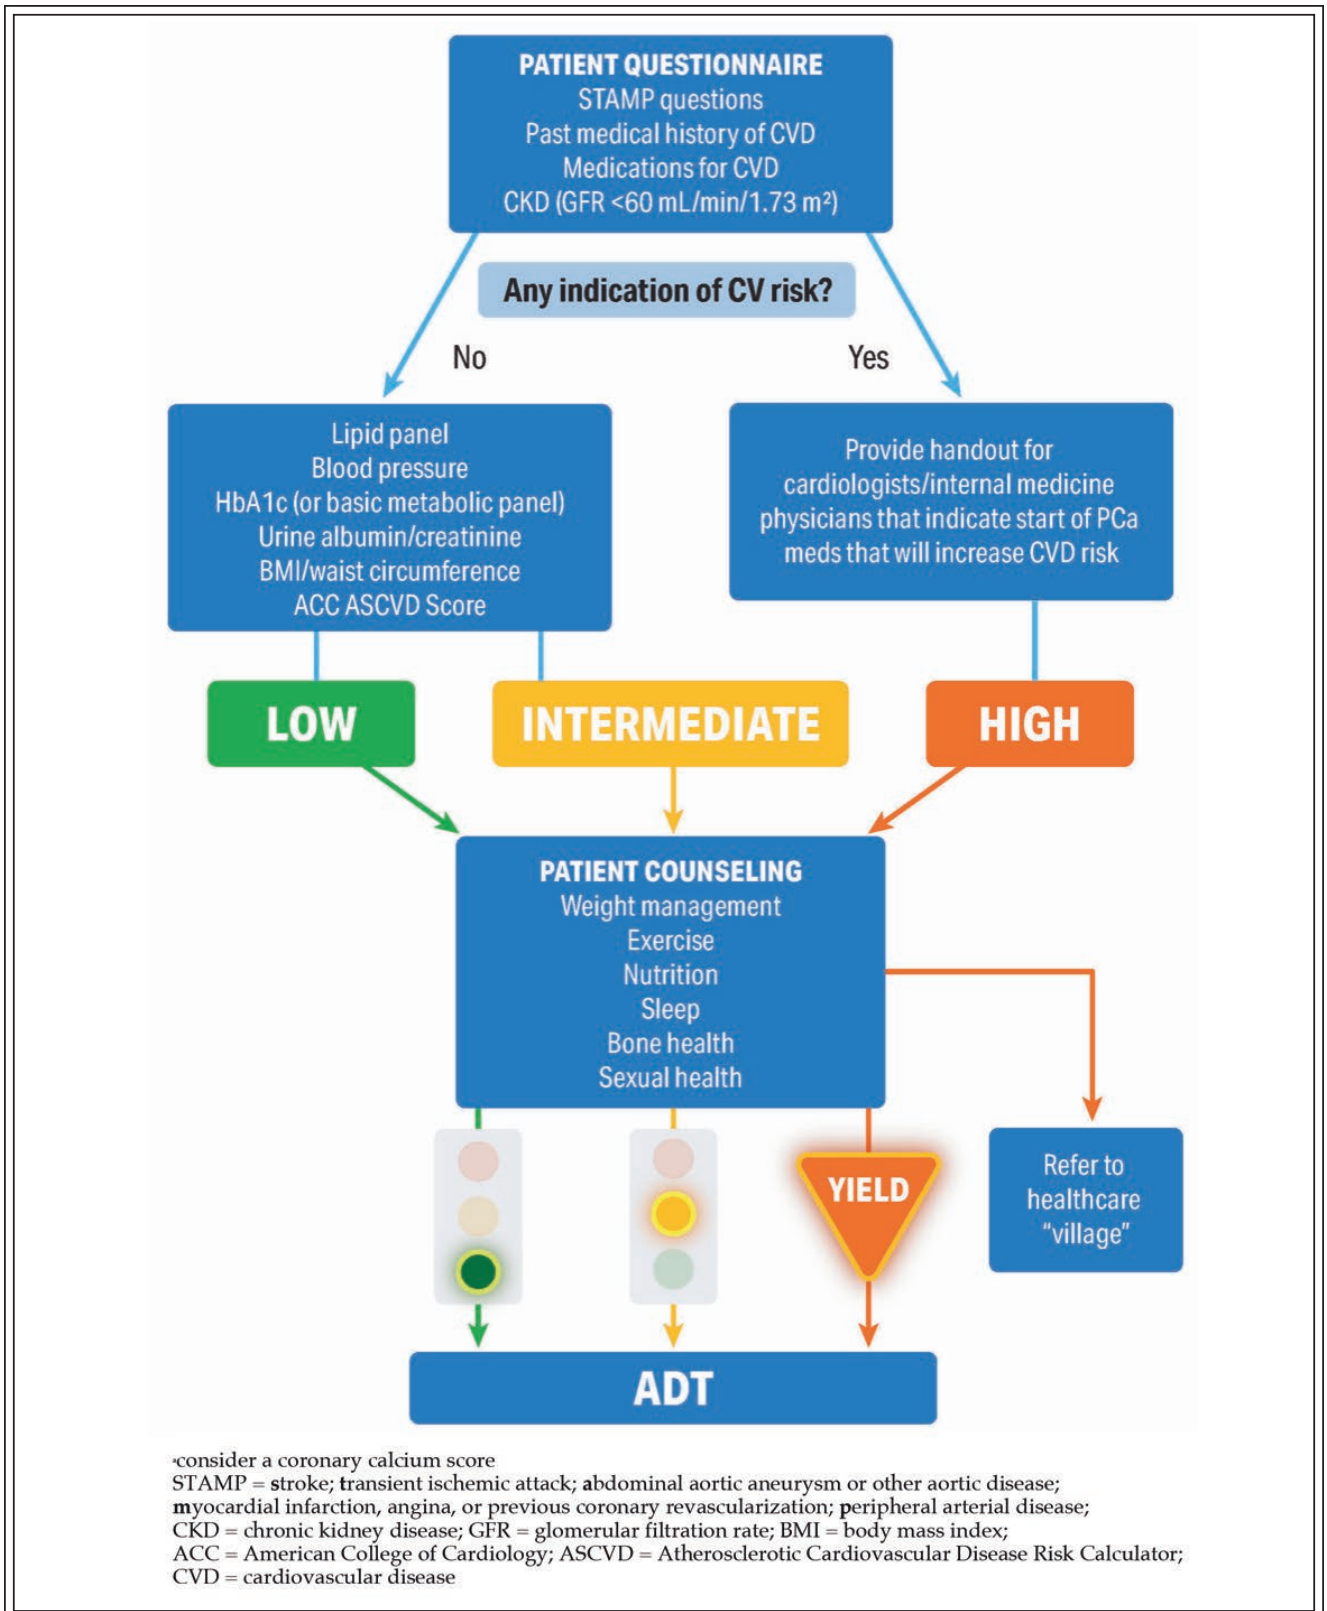 PATIENT QUESTIONNAIRE
STAMP questions
Past medical history of CVD
Medications for CVD
CKD (GFR <60 mL/min/1.73 m²)
Any indication of CV risk?
No
Yes
Lipid panel
Blood pressure
HbA1c (or basic metabolic panel)
Urine albumin/creatinine
BMI/waist circumference
ACC ASCVD Score
Provide handout for
cardiologists/internal medicine
physicians that indicate start of PCa
meds that will increase CVD risk
LOW
INTERMEDIATE
HIGH
PATIENT COUNSELING
Weight management
Exercise
Nutrition
Sleep
Bone health
Sexual health
YIELD
Refer to
healthcare
“village”
ADT
consider a coronary calcium score
STAMP = stroke; transient ischemic attack; abdominal aortic aneurysm or other aortic disease;
myocardial infarction, angina, or previous coronary revascularization; peripheral arterial disease;
CKD = chronic kidney disease; GFR = glomerular filtration rate; BMI = body mass index;
ACC = American College of Cardiology; ASCVD = Atherosclerotic Cardiovascular Disease Risk Calculator;
CVD = cardiovascular disease